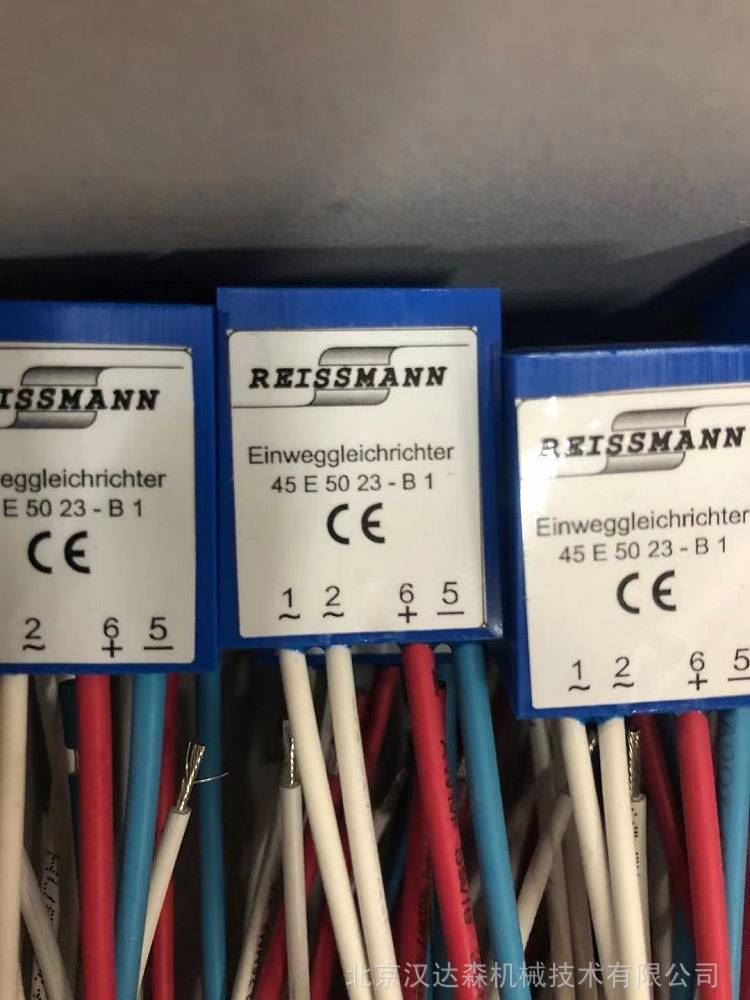 ISSMANN
eggleichrichter
E 50 23 - B 1
CE
2 6 5
~ + —
REISSMANN
Einweggleichrichter
45 E 50 23 - B 1
CE
1 2 6 5
~ ~ + —
REISSMANN
Einweggleichrichter
45 E 50 23 - B 1
CE
1 2 6 5
~ ~ +
北京汉达森机械技术有限公司